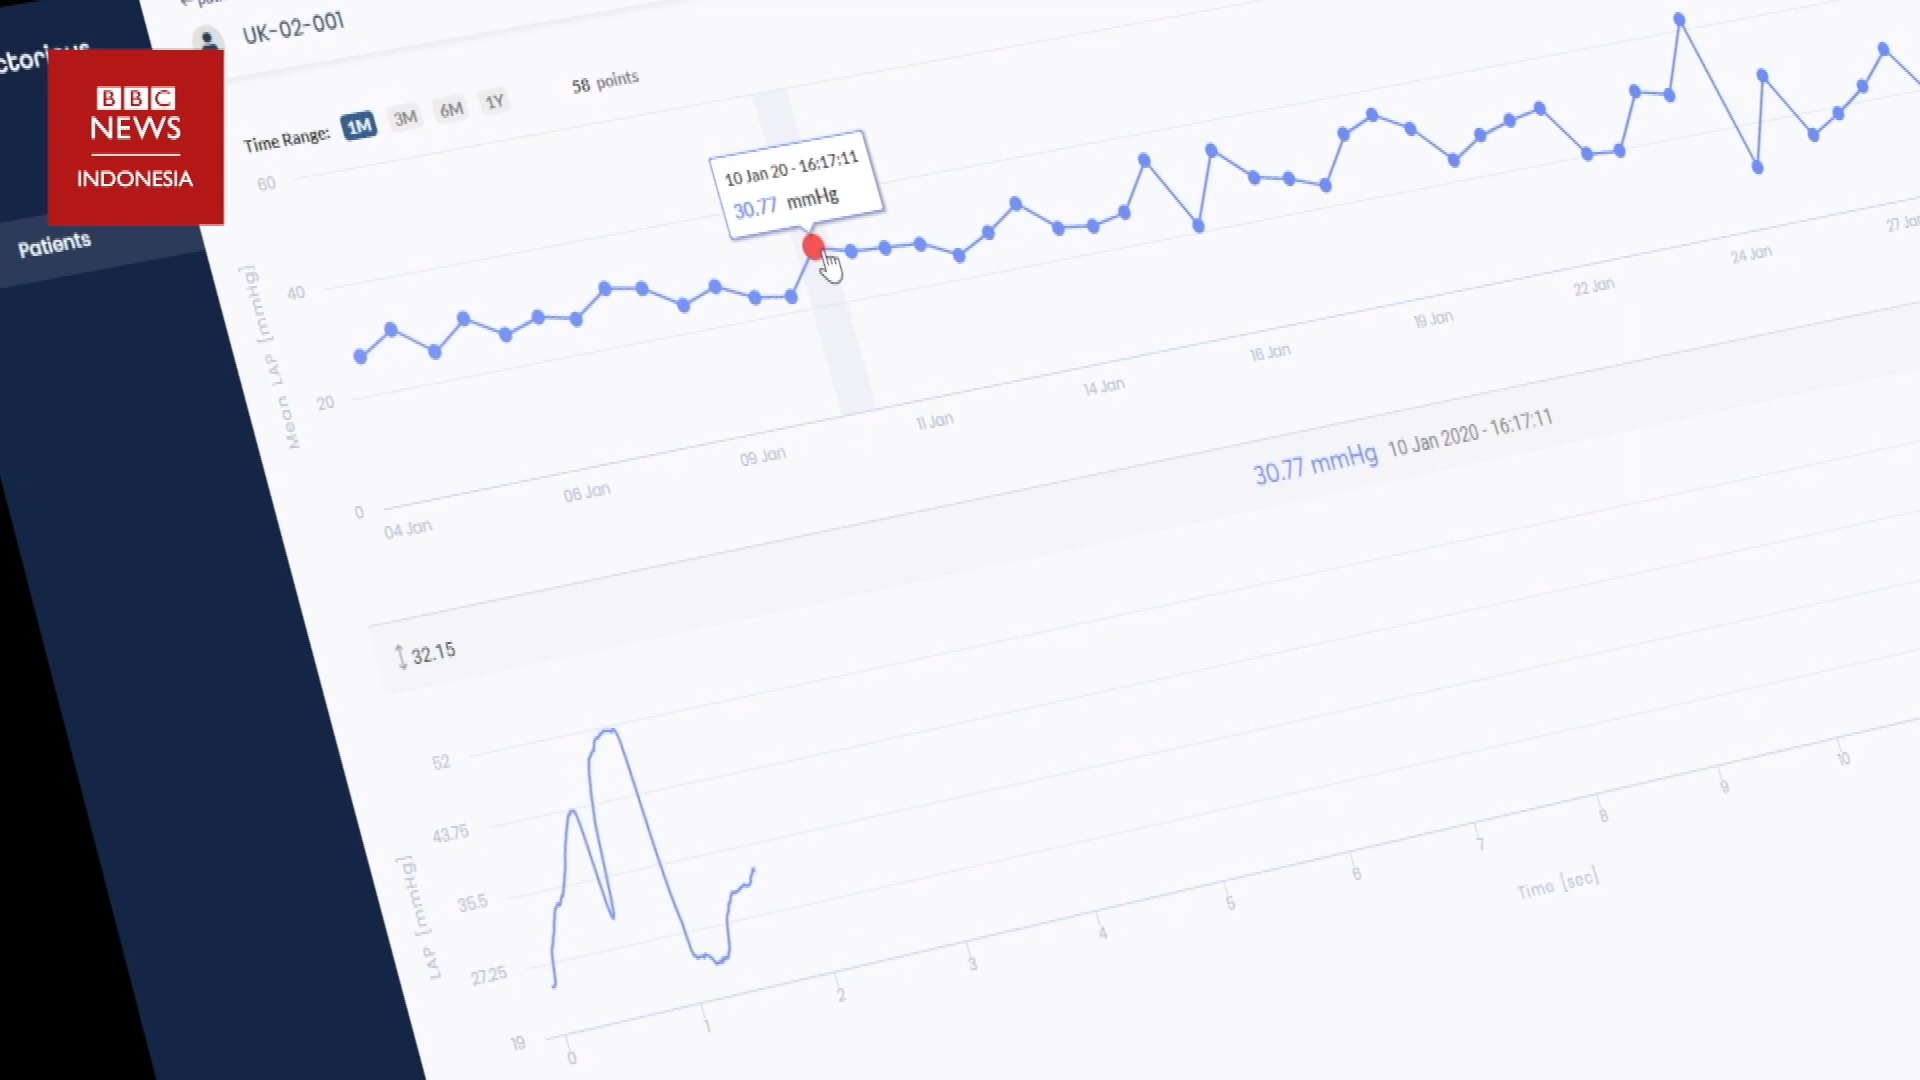 UK-02-001
ctorious
BBC
NEWS
INDONESIA
Patients
Time Range: 1M 3M 6M 1Y
58 points
10 Jan 20 - 16:17:11
30.77 mmHg
Mean LAP [mmHg]
60
40
20
0
04 Jan
06 Jan
09 Jan
11 Jan
14 Jan
16 Jan
19 Jan
22 Jan
24 Jan
27 Jan
30.77 mmHg 10 Jan 2020 - 16:17:11
32.15
LAP [mmHg]
52
43.75
35.5
27.25
19
0
1
2
3
4
5
6
7
8
9
10
Time [sec]